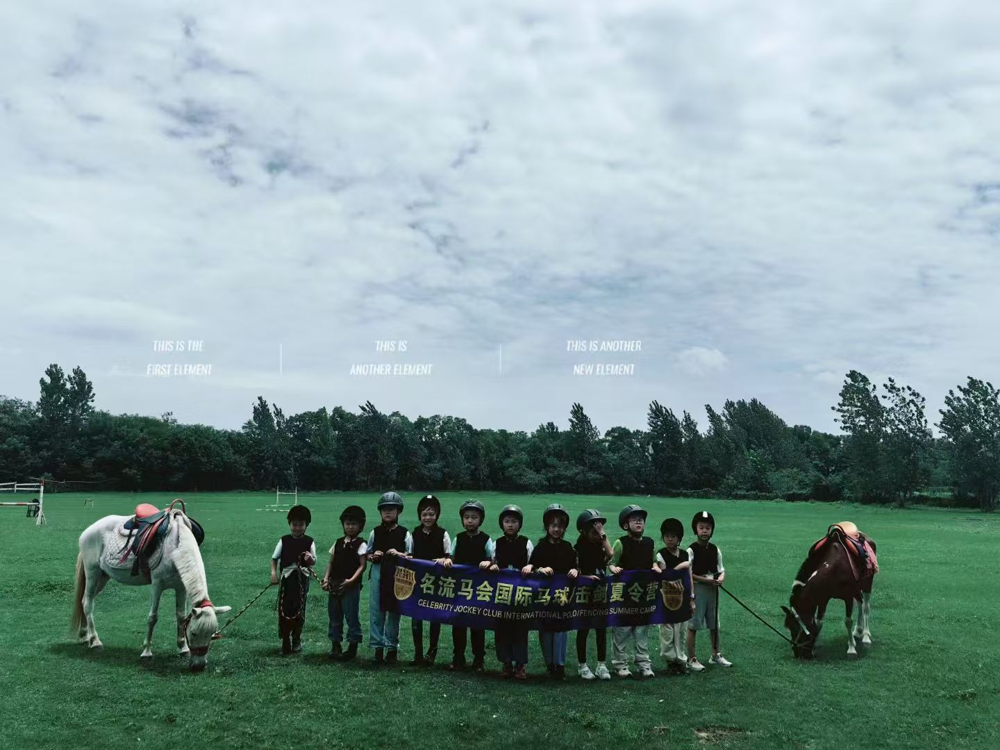 THIS IS THE
FIRST ELEMENT
THIS IS
ANOTHER ELEMENT
THIS IS ANOTHER
NEW ELEMENT
名流马会国际马球/击剑夏令营
CELEBRITY JOCKEY CLUB INTERNATIONAL POLO/FENCING SUMMER CAMP